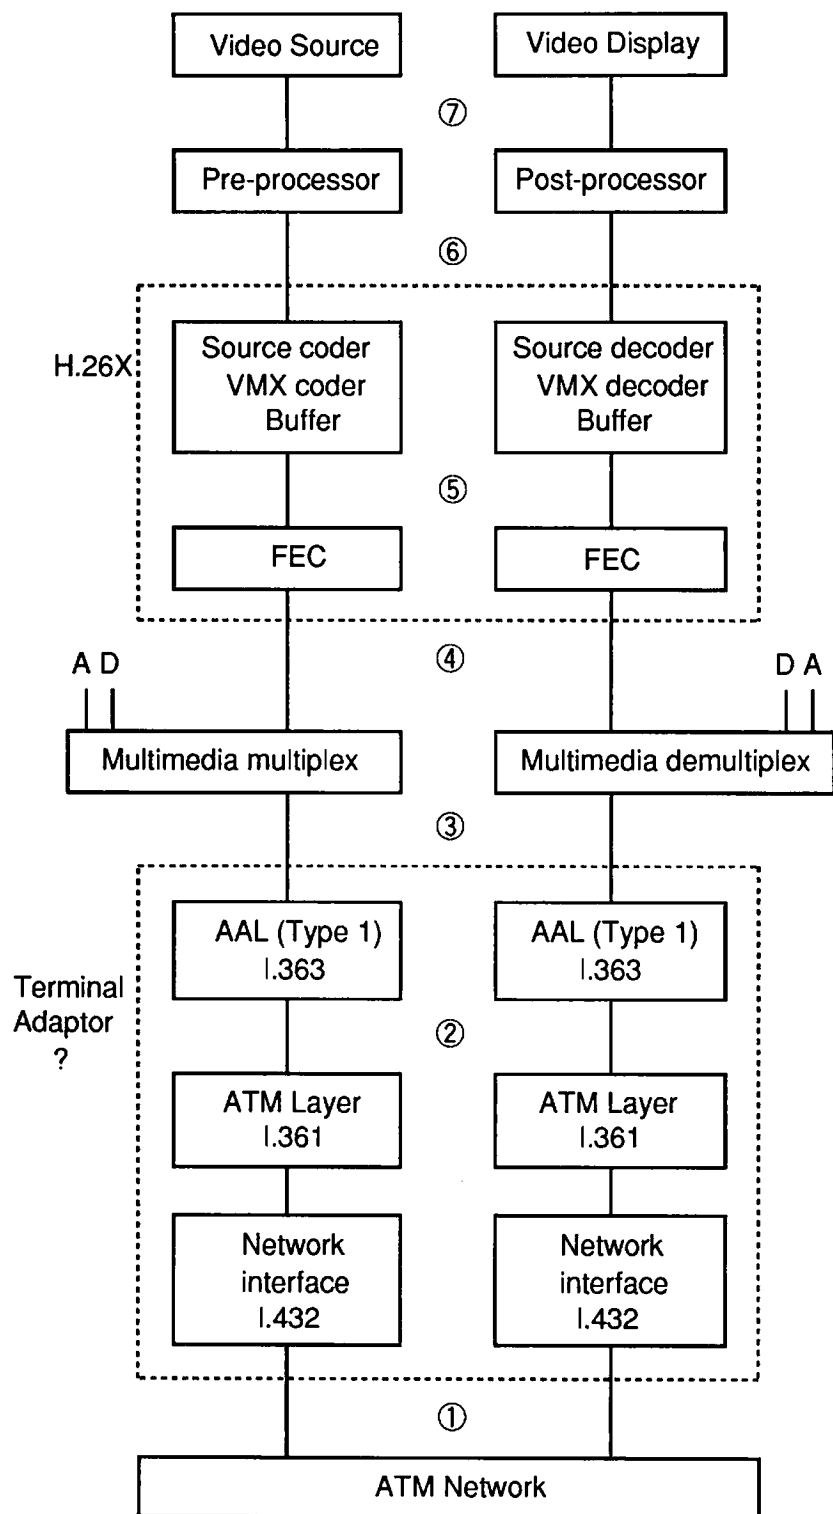 Video Source
Video Display
⑦
Pre-processor
Post-processor
⑥
H.26X
Source coder
VMX coder
Buffer
Source decoder
VMX decoder
Buffer
⑤
FEC
FEC
④
A D
D A
Multimedia multiplex
Multimedia demultiplex
③
Terminal
Adaptor
?
AAL (Type 1)
I.363
AAL (Type 1)
I.363
②
ATM Layer
I.361
ATM Layer
I.361
Network
interface
I.432
Network
interface
I.432
①
ATM Network